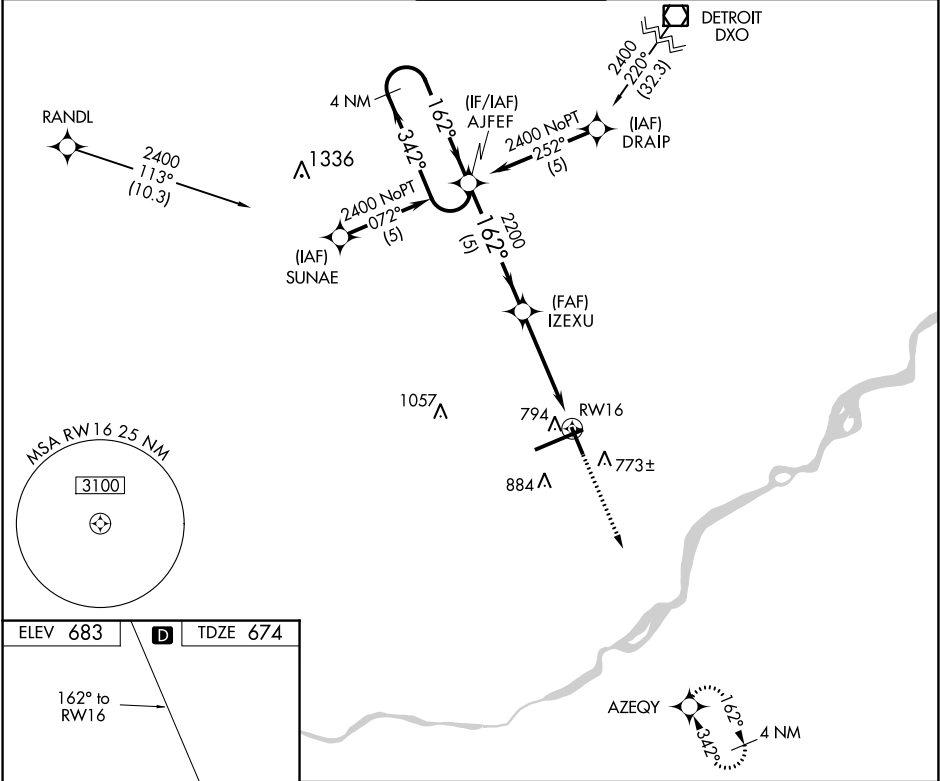 DETROIT
DXO
2400
220°
(32.3)
4 NM
162°
342°
(IF/IAF)
AJFEF
2400 NoPT
252°
(5)
(IAF)
DRAIP
RANDL
2400
113°
(10.3)
1336
2400 NoPT
072°
(5)
(IAF)
SUNAE
2200
162°
(5)
(FAF)
IZEXU
1057
794
RW16
773±
884
MSA RW16 25 NM
3100
ELEV 683
D
TDZE 674
162° to
RW16
AZEQY
162°
342°
4 NM